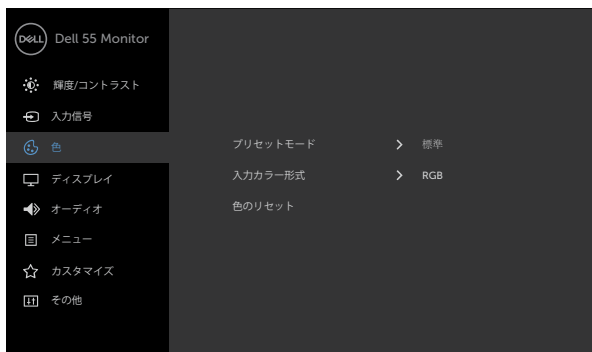 DELL Dell 55 Monitor
輝度/コントラスト
入力信号
色
プリセットモード 標準
入力カラー形式 RGB
色のリセット
ディスプレイ
オーディオ
メニュー
カスタマイズ
その他